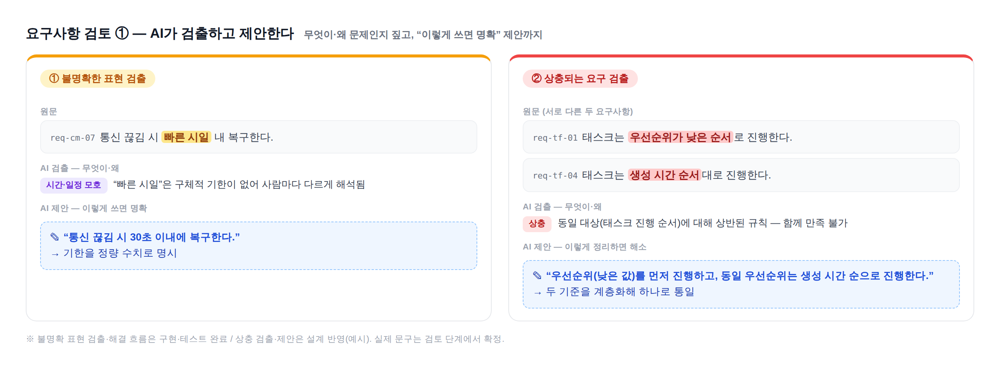 요구사항 검토 ① — AI가 검출하고 제안한다 무엇이·왜 문제인지 짚고, “이렇게 쓰면 명확” 제안까지
① 불명확한 표현 검출
원문
req-cm-07 통신 끊김 시 빠른 시일 내 복구한다.
AI 검출 — 무엇이·왜
시간·일정 모호 “빠른 시일”은 구체적 기한이 없어 사람마다 다르게 해석됨
AI 제안 — 이렇게 쓰면 명확
✎ “통신 끊김 시 30초 이내에 복구한다.”
→ 기한을 정량 수치로 명시
② 상충되는 요구 검출
원문 (서로 다른 두 요구사항)
req-tf-01 태스크는 우선순위가 낮은 순서로 진행한다.
req-tf-04 태스크는 생성 시간 순서대로 진행한다.
AI 검출 — 무엇이·왜
상충 동일 대상(태스크 진행 순서)에 대해 상반된 규칙 — 함께 만족 불가
AI 제안 — 이렇게 정리하면 해소
✎ “우선순위(낮은 값)를 먼저 진행하고, 동일 우선순위는 생성 시간 순으로 진행한다.”
→ 두 기준을 계층화해 하나로 통일
※ 불명확 표현 검출·해결 흐름은 구현·테스트 완료 / 상충 검출·제안은 설계 반영(예시). 실제 문구는 검토 단계에서 확정.